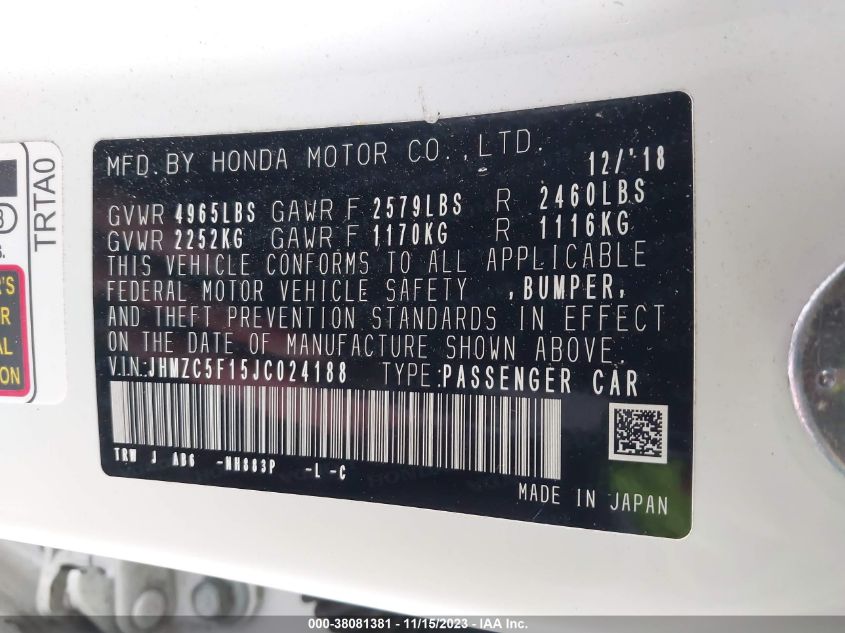 MFD. BY HONDA MOTOR CO.,LTD. 12/'18
GVWR 4965LBS GAWR F 2579LBS R 2460LBS
GVWR 2252KG GAWR F 1170KG R 1116KG
THIS VEHICLE CONFORMS TO ALL APPLICABLE
FEDERAL MOTOR VEHICLE SAFETY ,BUMPER,
AND THEFT PREVENTION STANDARDS IN EFFECT
ON THE DATE OF MANUFACTURE SHOWN ABOVE.
V.I.N:JHMZC5F15JC024188 TYPE:PASSENGER CAR
TRW J AB6 -NH883P -L -C
MADE IN JAPAN
TRTA0
000-38081381 - 11/15/2023 - IAA Inc.